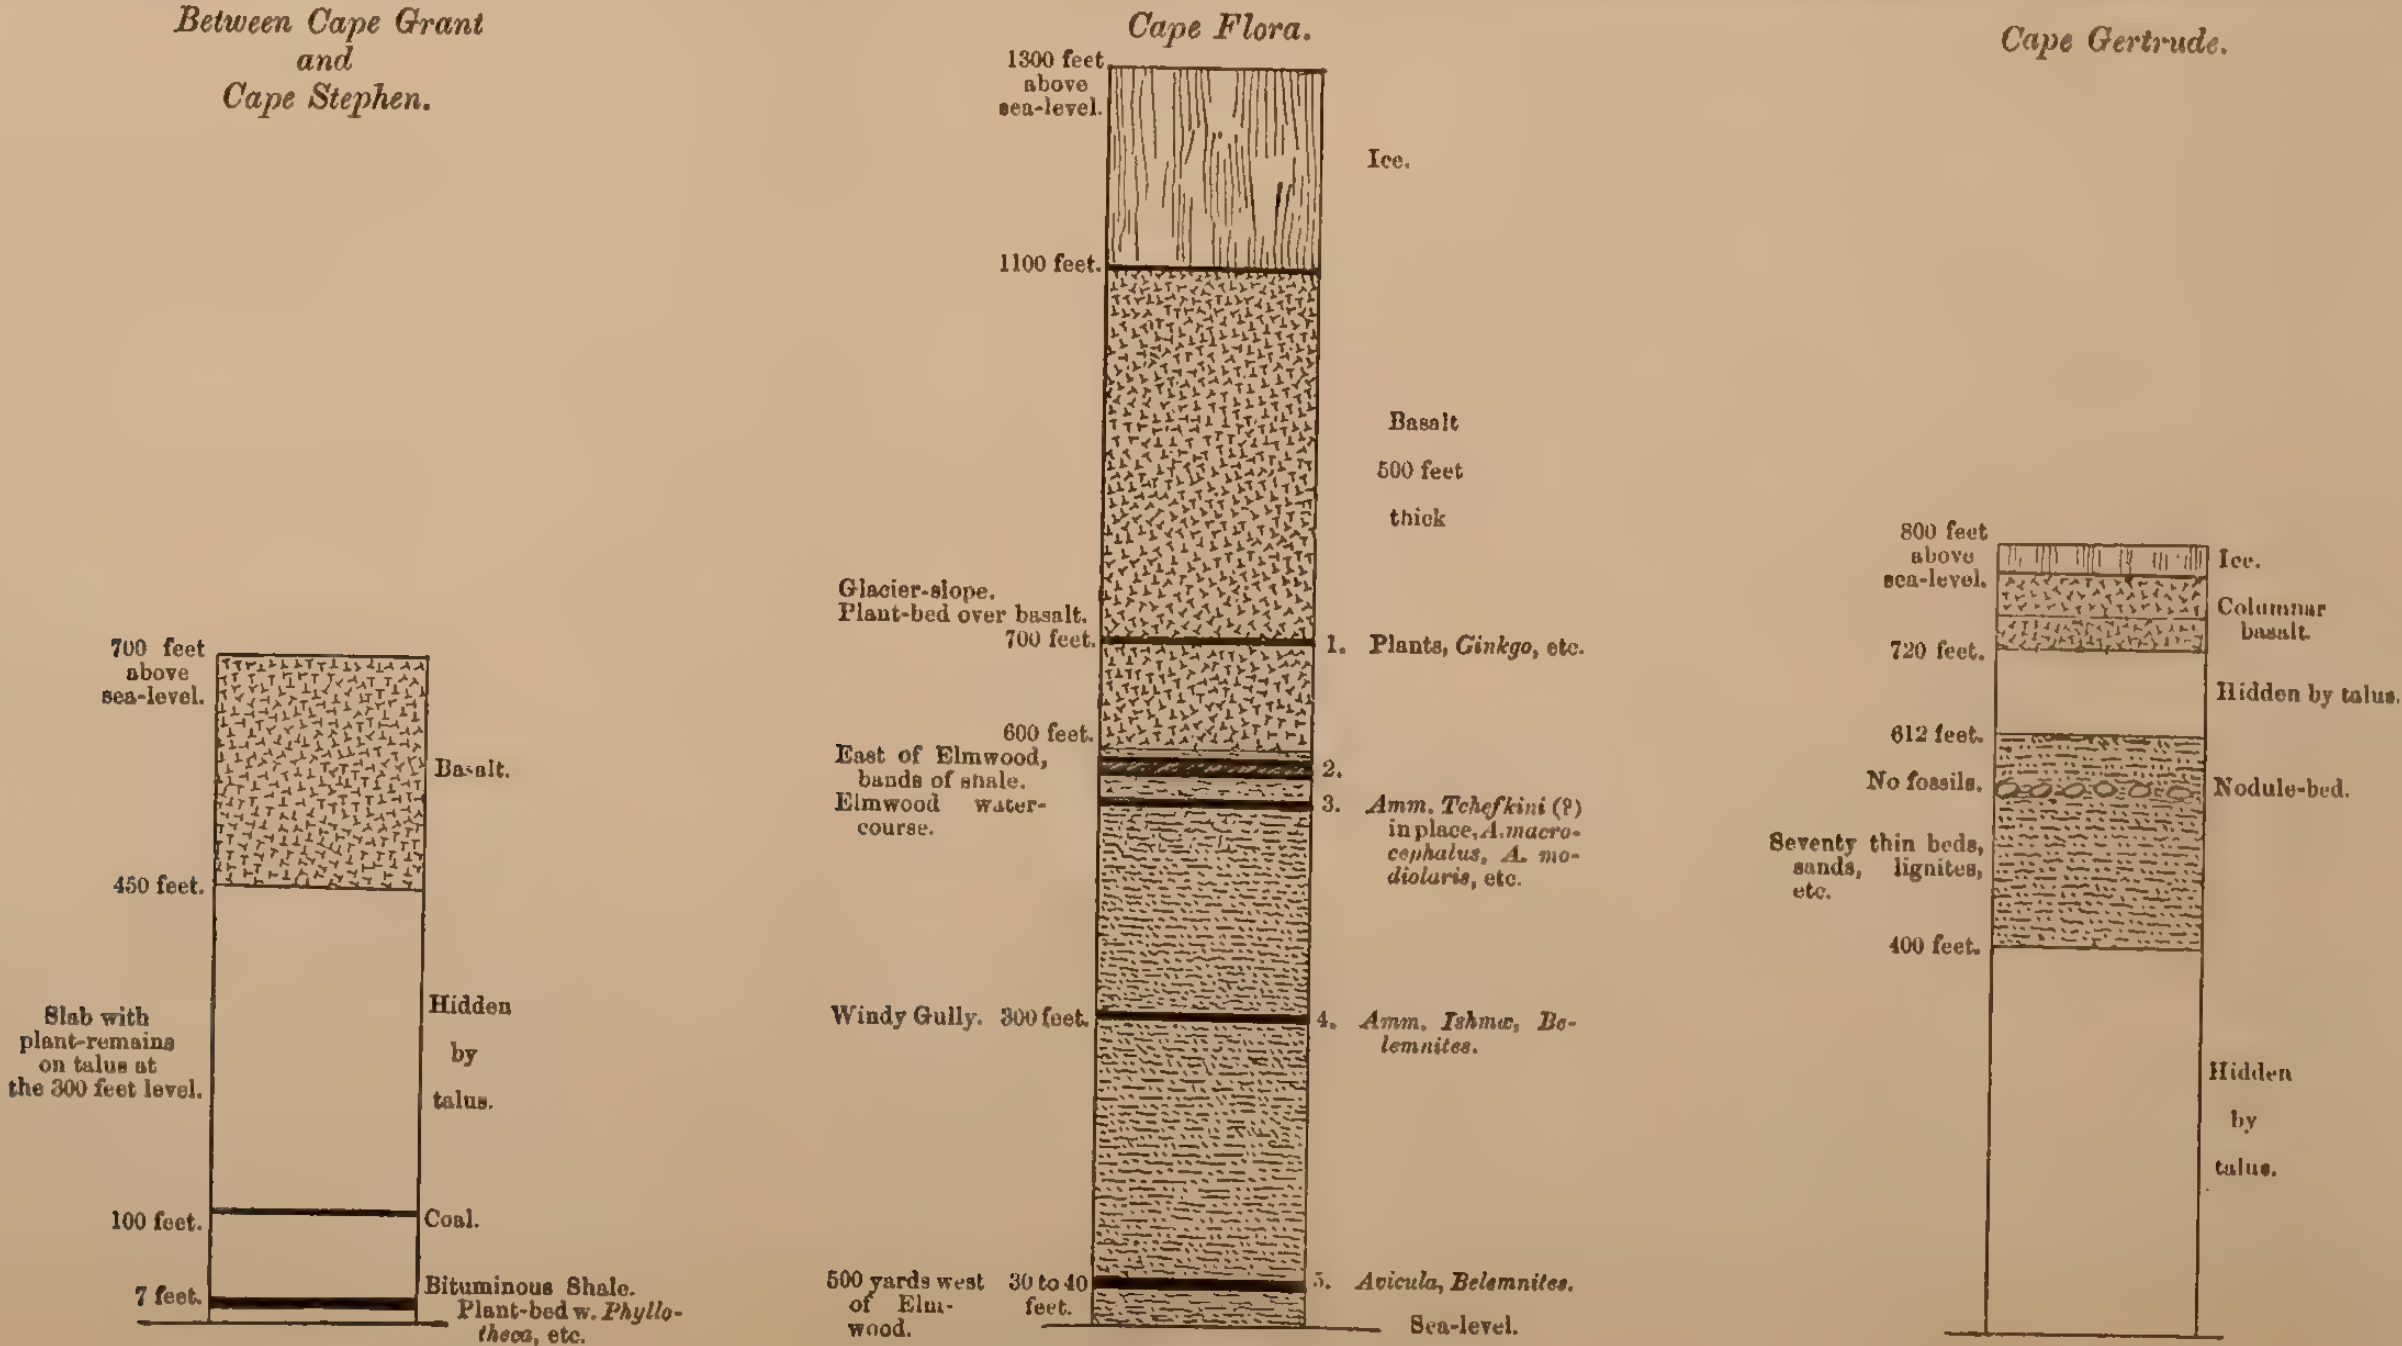 Between Cape Grant
and
Cape Stephen.
700 feet
above
sea-level.
Basalt.
450 feet.
Slab with
plant-remains
on talus at
the 300 feet level.
Hidden
by
talus.
100 feet.
Coal.
7 feet.
Bituminous Shale.
Plant-bed w. Phyllo-
theca, etc.
Cape Flora.
1300 feet
above
sea-level.
Ice.
1100 feet.
Basalt
500 feet
thick
Glacier-slope.
Plant-bed over basalt.
700 feet.
1. Plants, Ginkgo, etc.
600 feet.
East of Elmwood,
bands of shale.
2.
Elmwood water-
course.
3. Amm. Tchefkini (?)
in place, A. macro-
cephalus, A. mo-
diolaris, etc.
Windy Gully. 300 feet.
4. Amm. Ishmæ, Be-
lemnites.
500 yards west
of Elm-
wood.
30 to 40
feet.
5. Avicula, Belemnites.
Sea-level.
Cape Gertrude.
800 feet
above
sea-level.
Ice.
Columnar
basalt.
720 feet.
Hidden by talus.
612 feet.
No fossils.
Nodule-bed.
Seventy thin beds,
sands, lignites,
etc.
400 feet.
Hidden
by
talus.